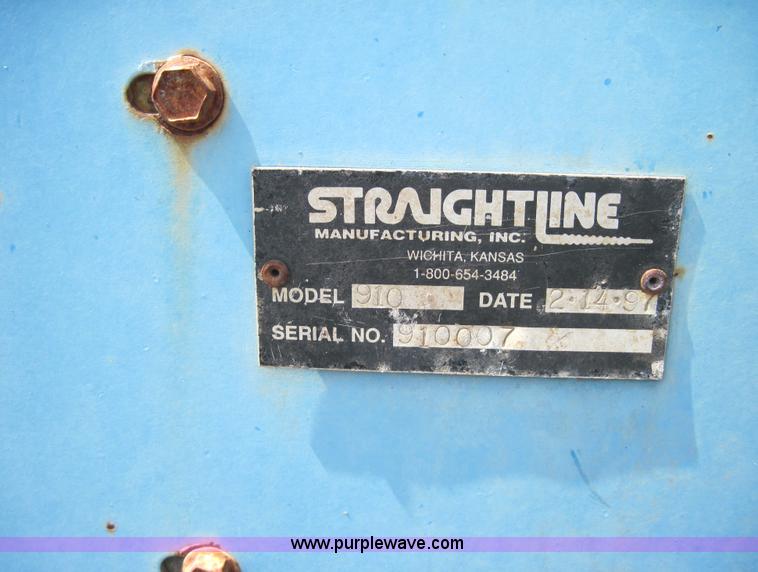 STRAIGHTLINE
MANUFACTURING, INC.
WICHITA, KANSAS
1-800-654-3484
MODEL 910 DATE 2-14-97
SERIAL NO. 910007
www.purplewave.com